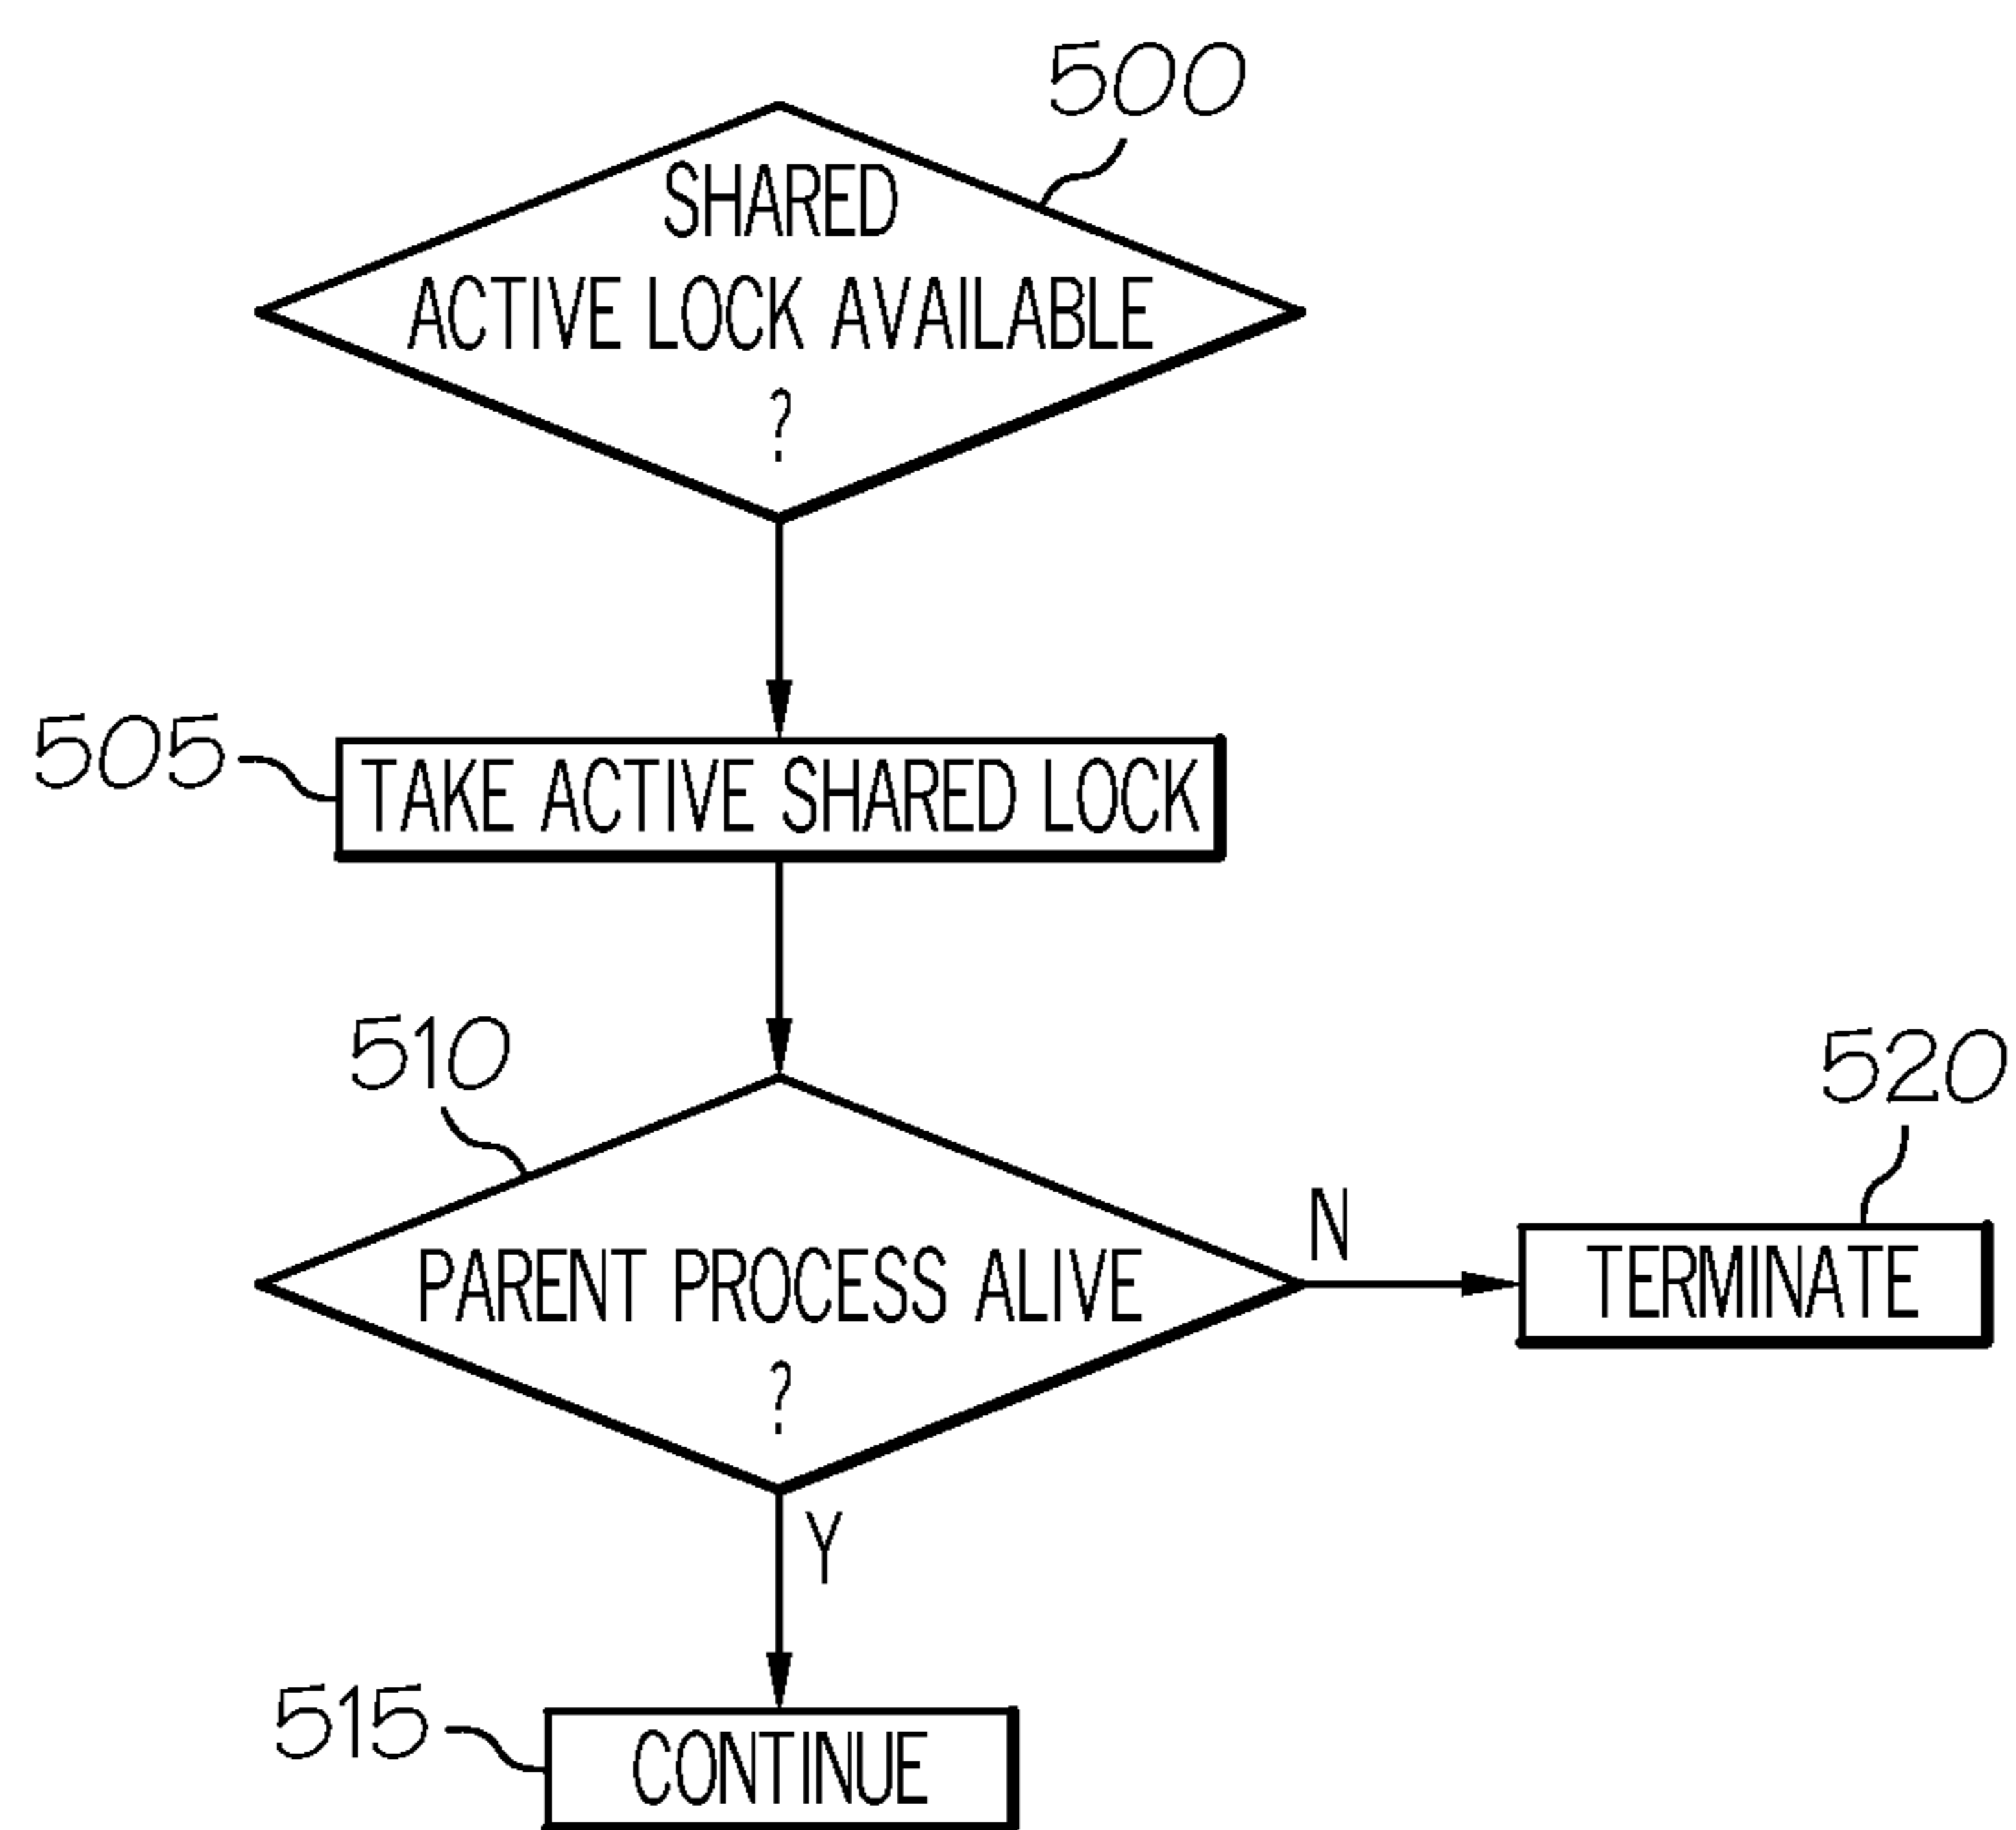 500
SHARED
ACTIVE LOCK AVAILABLE
?
505
TAKE ACTIVE SHARED LOCK
510
520
PARENT PROCESS ALIVE
?
N
TERMINATE
Y
515
CONTINUE